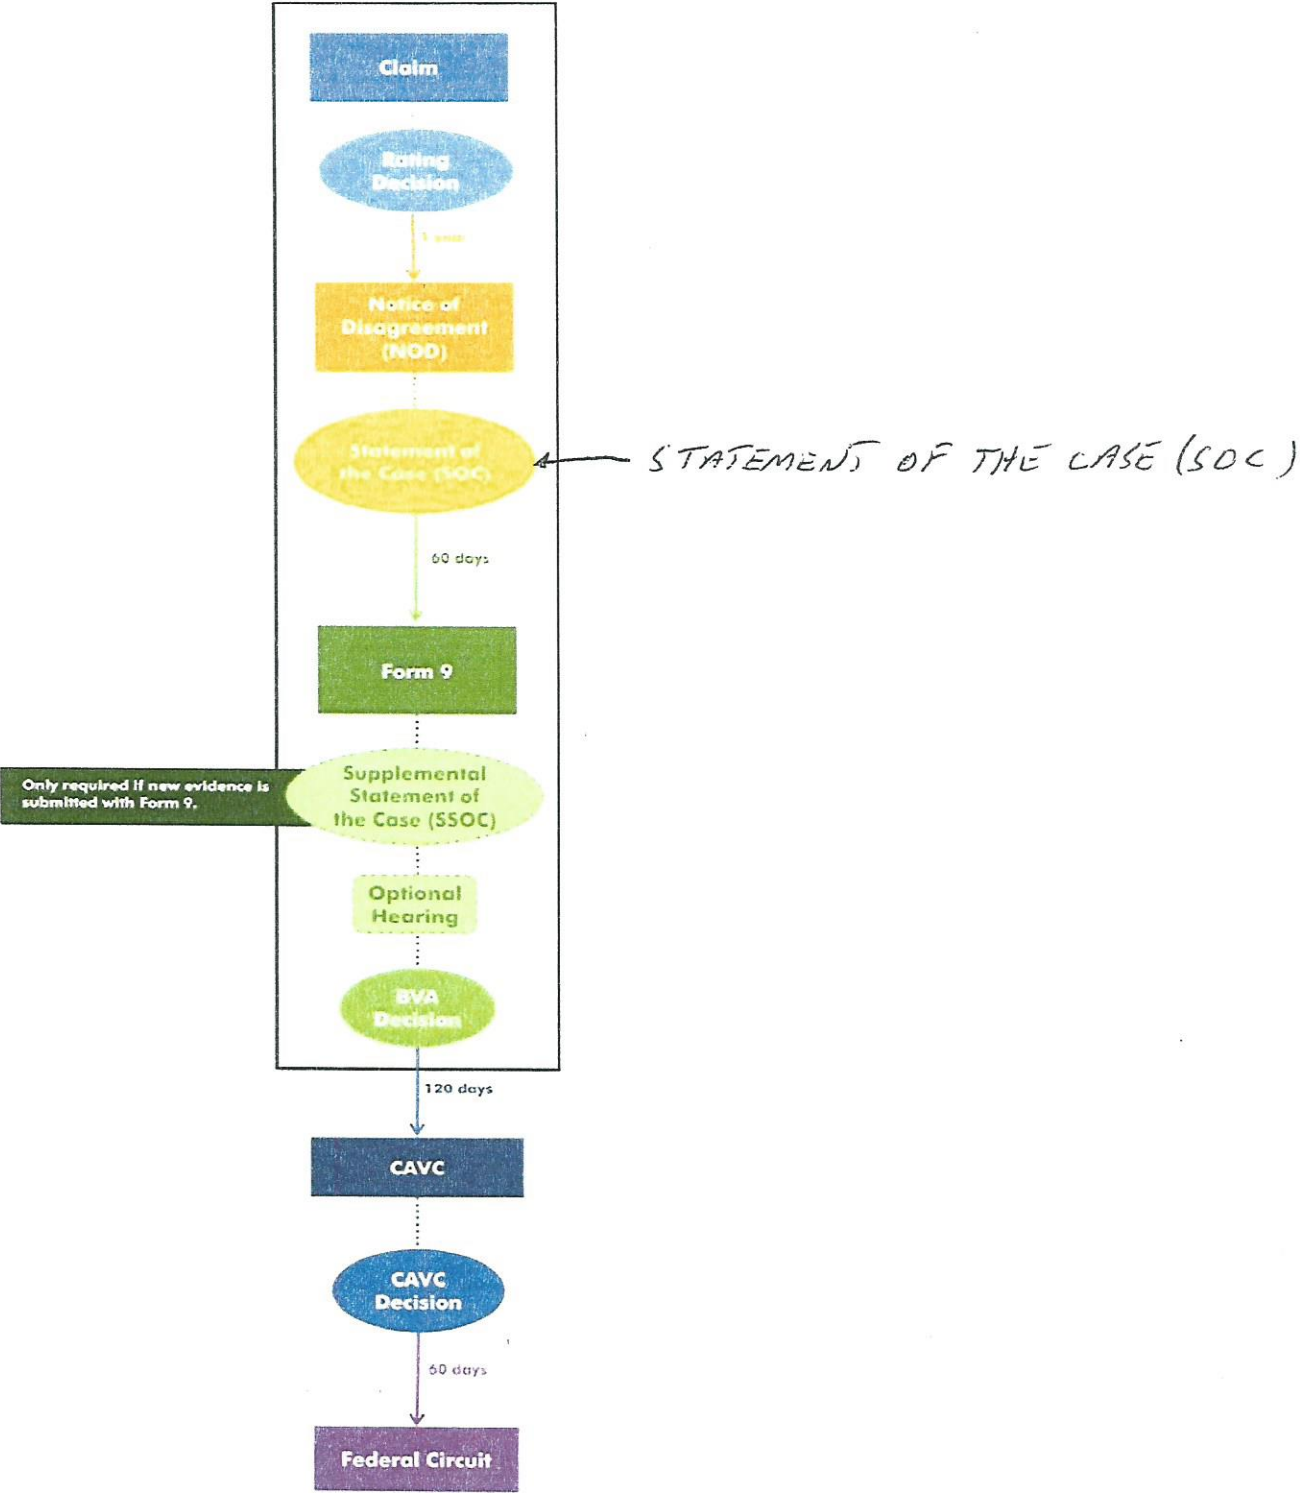 Claim
Rating
Decision
1 year
Notice of
Disagreement
(NOD)
Statement of
the Case (SOC)
STATEMENT OF THE CASE (SOC)
60 days
Form 9
Only required if new evidence is
submitted with Form 9.
Supplemental
Statement of
the Case (SSOC)
Optional
Hearing
BVA
Decision
120 days
CAVC
CAVC
Decision
60 days
Federal Circuit